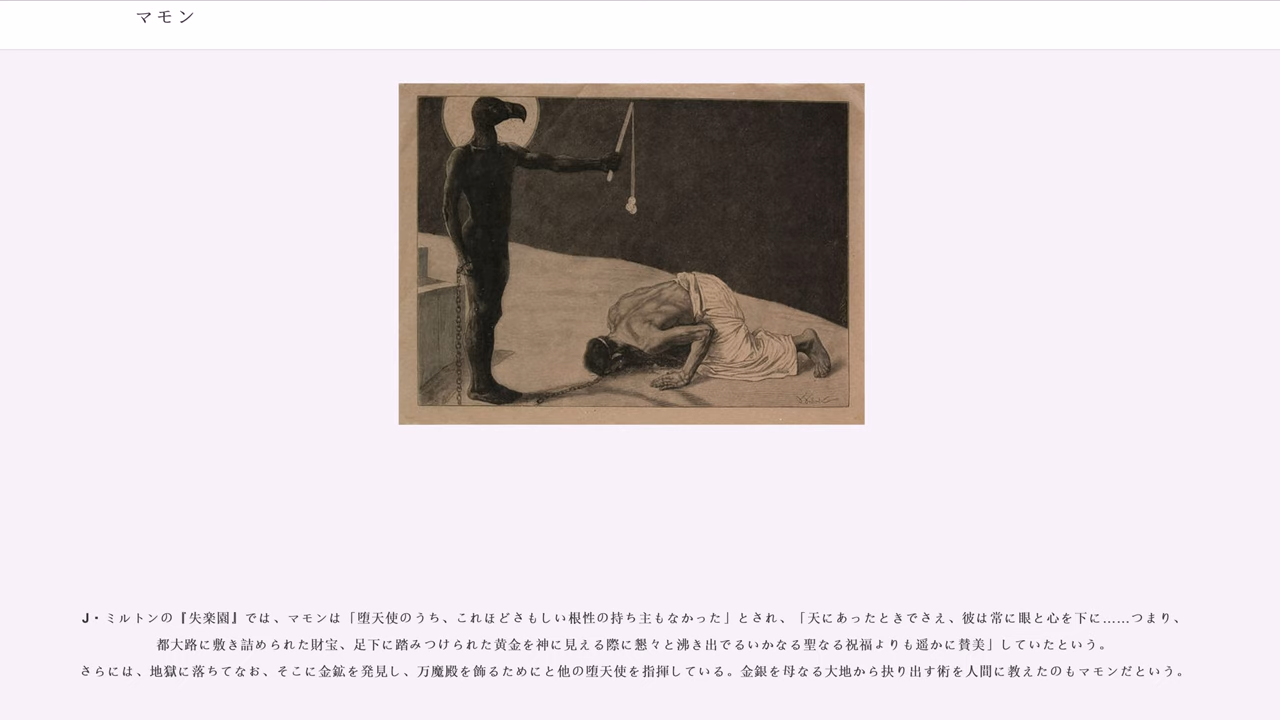 マモン
J・ミルトンの『失楽園』では、マモンは「堕天使のうち、これほどさもしい根性の持ち主もなかった」とされ、「天にあったときでさえ、彼は常に眼と心を下に……つまり、
都大路に敷き詰められた財宝、足下に踏みつけられた黄金を神に見える際に懇々と沸き出でるいかなる聖なる祝福よりも遥かに賛美」していたという。
さらには、地獄に落ちてなお、そこに金鉱を発見し、万魔殿を飾るためにと他の堕天使を指揮している。金銀を母なる大地から抉り出す術を人間に教えたのもマモンだという。